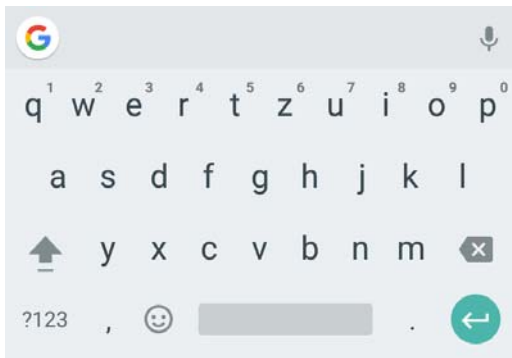 G
q1 w2 e3 r4 t5 z6 u7 i8 o9 p0
a s d f g h j k l
y x c v b n m
?123 , .